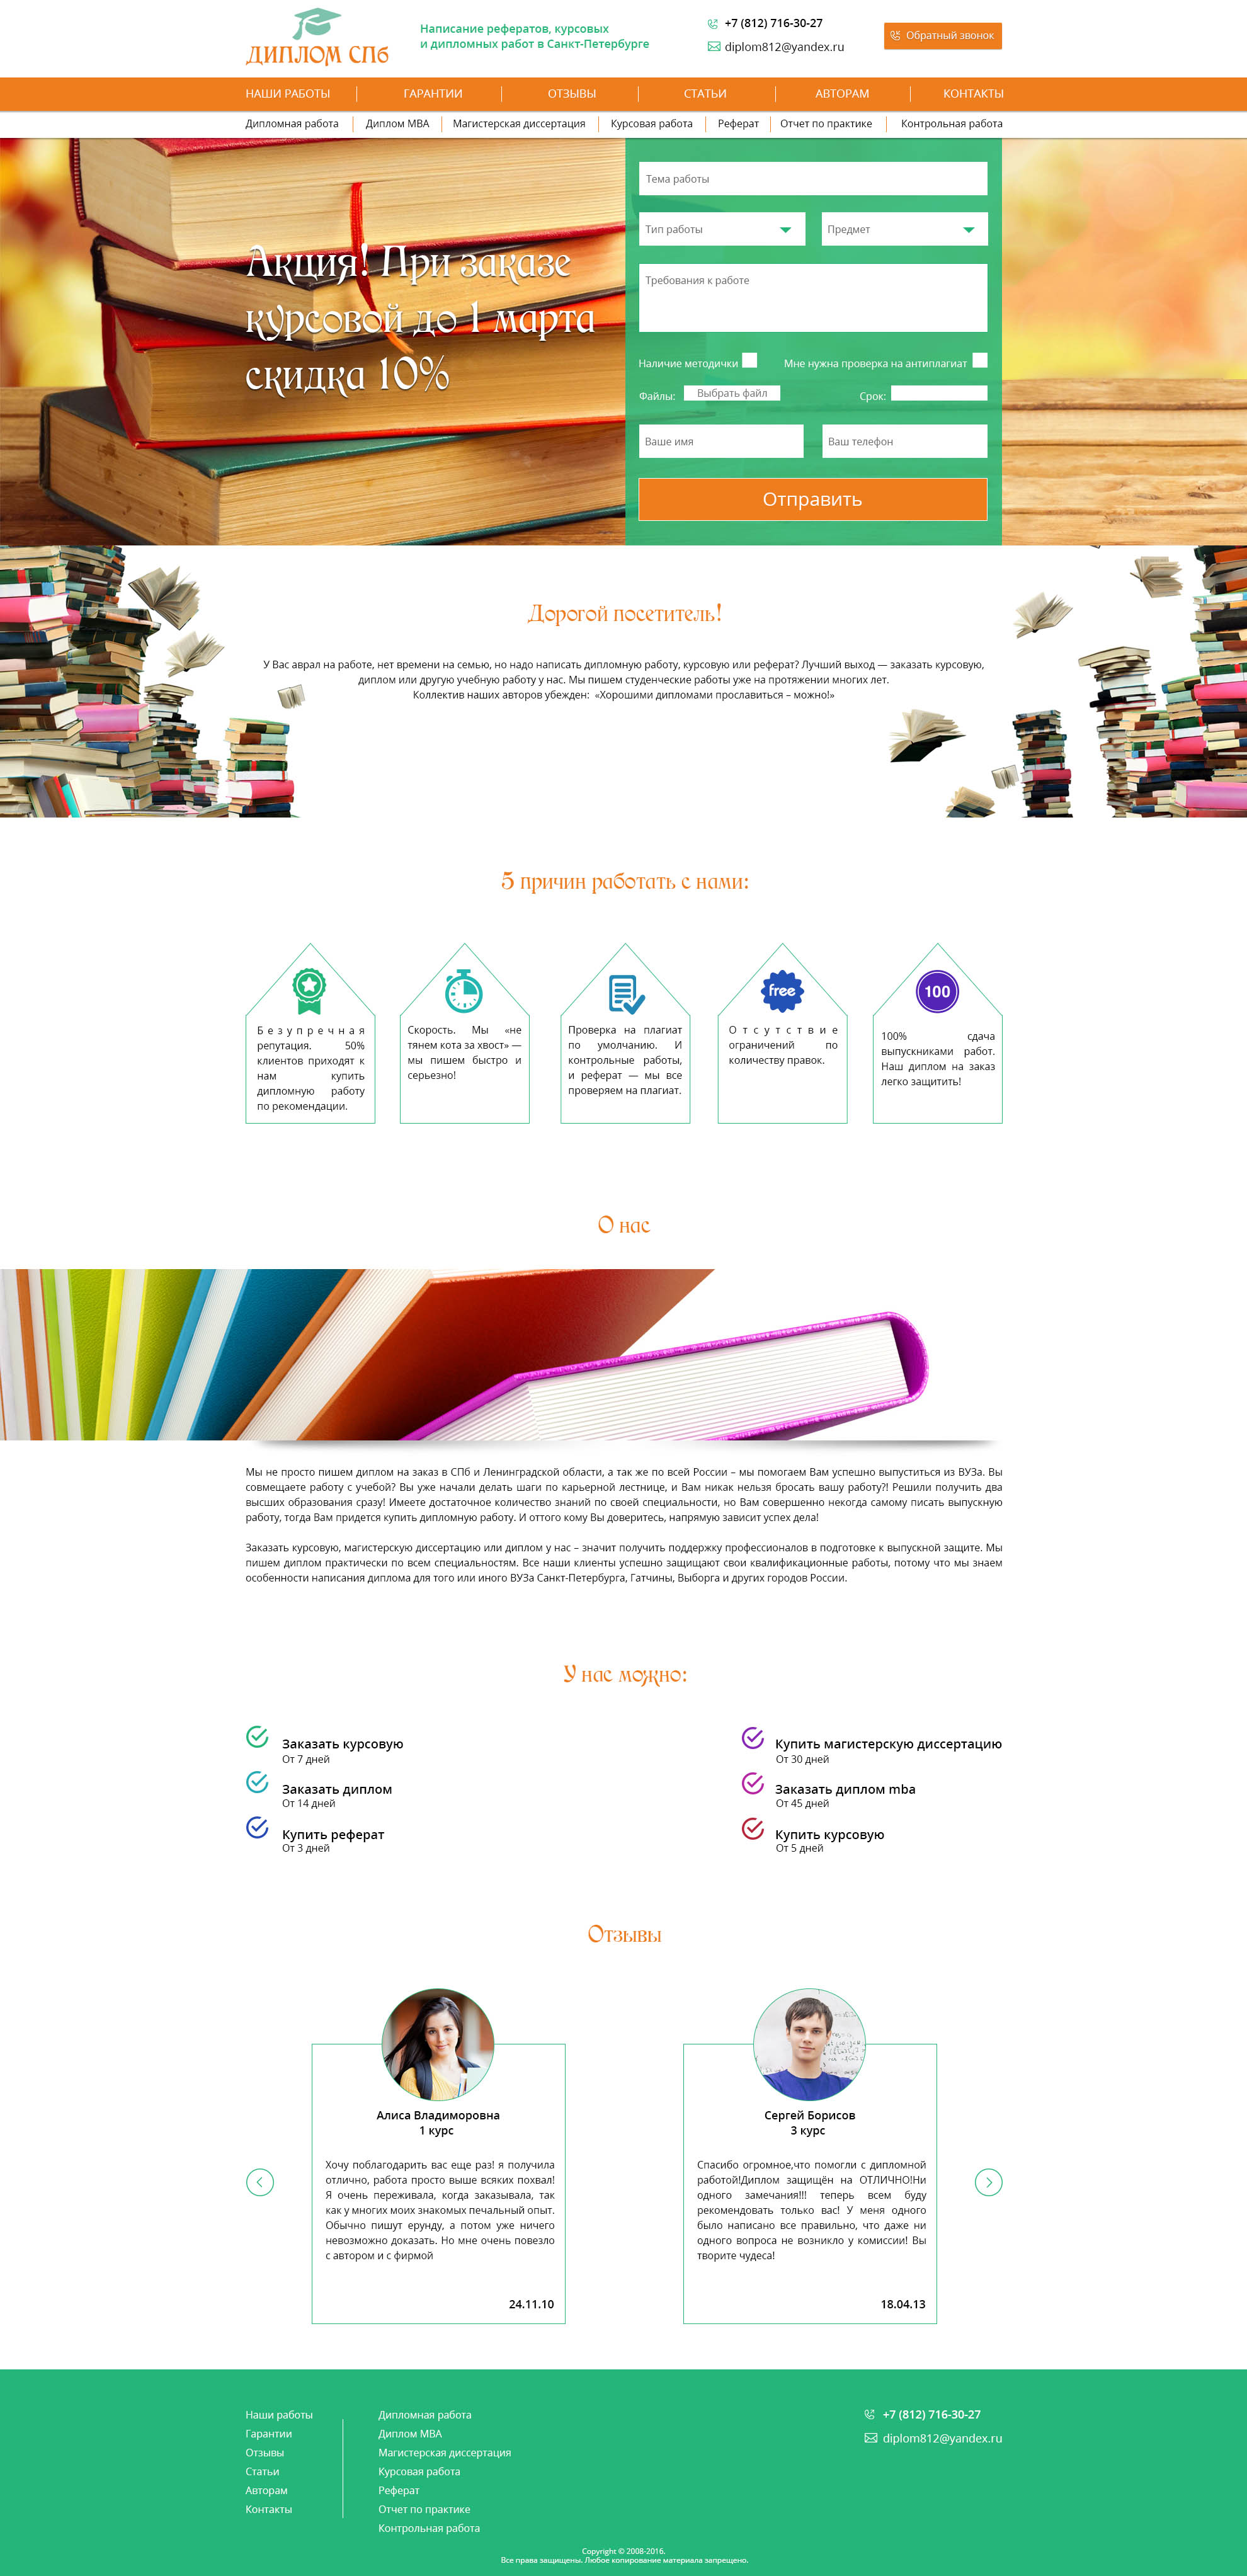 ДИПЛОМ СПб
Написание рефератов, курсовых
и дипломных работ в Санкт-Петербурге
+7 (812) 716-30-27
diplom812@yandex.ru
Обратный звонок
НАШИ РАБОТЫ
ГАРАНТИИ
ОТЗЫВЫ
СТАТЬИ
АВТОРАМ
КОНТАКТЫ
Дипломная работа
Диплом МВА
Магистерская диссертация
Курсовая работа
Реферат
Отчет по практике
Контрольная работа
Акция! При заказе
курсовой до 1 марта
скидка 10%
Тема работы
Тип работы
Предмет
Требования к работе
Наличие методички
Мне нужна проверка на антиплагиат
Файлы:
Выбрать файл
Срок:
Ваше имя
Ваш телефон
Отправить
Дорогой посетитель!
У Вас аврал на работе, нет времени на семью, но надо написать дипломную работу, курсовую или реферат? Лучший выход — заказать курсовую,
диплом или другую учебную работу у нас. Мы пишем студенческие работы уже на протяжении многих лет.
Коллектив наших авторов убежден: «Хорошими дипломами прославиться – можно!»
5 причин работать с нами:
Безупречная
репутация. 50%
клиентов приходят к
нам купить
дипломную работу
по рекомендации.
Скорость. Мы «не
тянем кота за хвост» —
мы пишем быстро и
серьезно!
Проверка на плагиат
по умолчанию. И
контрольные работы,
и реферат — мы все
проверяем на плагиат.
free
Отсутствие
ограничений по
количеству правок.
100
100% сдача
выпускниками работ.
Наш диплом на заказ
легко защитить!
О нас
Мы не просто пишем диплом на заказ в СПб и Ленинградской области, а так же по всей России – мы помогаем Вам успешно выпуститься из ВУЗа. Вы
совмещаете работу с учебой? Вы уже начали делать шаги по карьерной лестнице, и Вам никак нельзя бросать вашу работу?! Решили получить два
высших образования сразу! Имеете достаточное количество знаний по своей специальности, но Вам совершенно некогда самому писать выпускную
работу, тогда Вам придется купить дипломную работу. И оттого кому Вы доверитесь, напрямую зависит успех дела!
Заказать курсовую, магистерскую диссертацию или диплом у нас – значит получить поддержку профессионалов в подготовке к выпускной защите. Мы
пишем диплом практически по всем специальностям. Все наши клиенты успешно защищают свои квалификационные работы, потому что мы знаем
особенности написания диплома для того или иного ВУЗа Санкт-Петербурга, Гатчины, Выборга и других городов России.
У нас можно:
Заказать курсовую
От 7 дней
Заказать диплом
От 14 дней
Купить реферат
От 3 дней
Купить магистерскую диссертацию
От 30 дней
Заказать диплом mba
От 45 дней
Купить курсовую
От 5 дней
Отзывы
Алиса Владиморовна
1 курс
Хочу поблагодарить вас еще раз! я получила
отлично, работа просто выше всяких похвал!
Я очень переживала, когда заказывала, так
как у многих моих знакомых печальный опыт.
Обычно пишут ерунду, а потом уже ничего
невозможно доказать. Но мне очень повезло
с автором и с фирмой
24.11.10
Сергей Борисов
3 курс
Спасибо огромное,что помогли с дипломной
работой!Диплом защищён на ОТЛИЧНО!Ни
одного замечания!!! теперь всем буду
рекомендовать только вас! У меня одного
было написано все правильно, что даже ни
одного вопроса не возникло у комиссии! Вы
творите чудеса!
18.04.13
Наши работы
Гарантии
Отзывы
Статьи
Авторам
Контакты
Дипломная работа
Диплом МВА
Магистерская диссертация
Курсовая работа
Реферат
Отчет по практике
Контрольная работа
+7 (812) 716-30-27
diplom812@yandex.ru
Copyright © 2008-2016.
Все права защищены. Любое копирование материала запрещено.